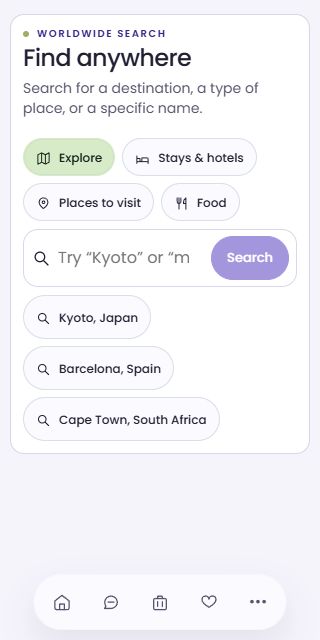 WORLDWIDE SEARCH
Find anywhere
Search for a destination, a type of
place, or a specific name.
Explore
Stays & hotels
Places to visit
Food
Try “Kyoto” or “m
Search
Kyoto, Japan
Barcelona, Spain
Cape Town, South Africa